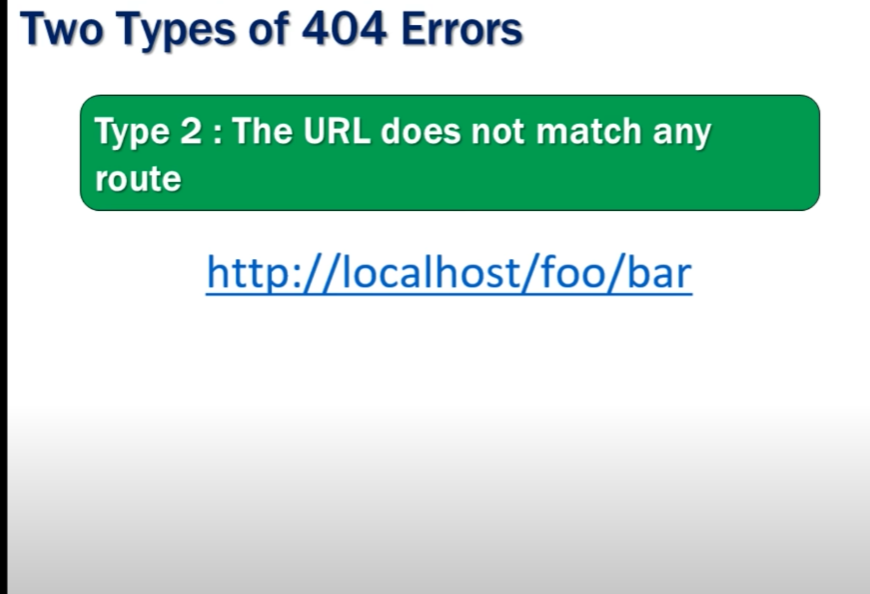 Two Types of 404 Errors
Type 2 : The URL does not match any
route
http://localhost/foo/bar